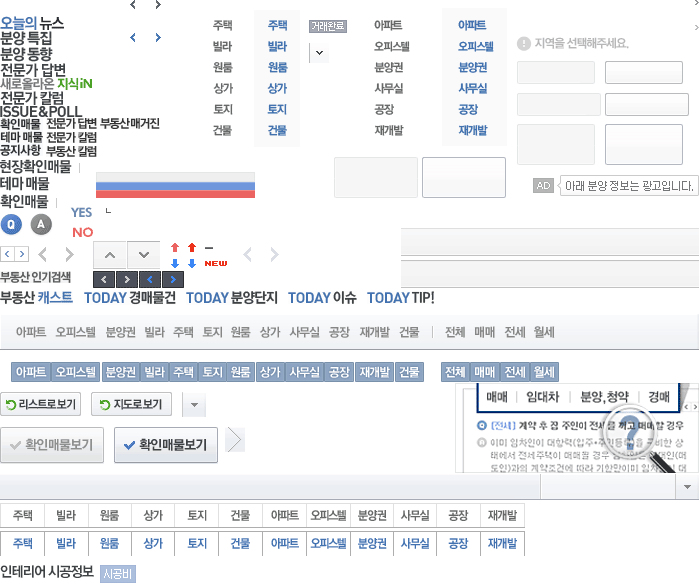 오늘의 뉴스
분양 특집
분양 동향
전문가 답변
새로올라온 지식iN
전문가 칼럼
ISSUE&POLL
확인매물 전문가 답변 부동산 매거진
테마 매물 전문가 칼럼
공지사항 부동산 칼럼
현장확인매물
테마 매물
확인매물
Q A YES
NO
주택 주택 거래완료 아파트 아파트
빌라 빌라 오피스텔 오피스텔
원룸 원룸 분양권 분양권
상가 상가 사무실 사무실
토지 토지 공장 공장
건물 건물 재개발 재개발
지역을 선택해주세요.
AD 아래 분양 정보는 광고입니다.
NEW
부동산 인기검색
부동산 캐스트 TODAY 경매물건 TODAY 분양단지 TODAY 이슈 TODAY TIP!
아파트 오피스텔 분양권 빌라 주택 토지 원룸 상가 사무실 공장 재개발 건물 전체 매매 전세 월세
아파트 오피스텔 분양권 빌라 주택 토지 원룸 상가 사무실 공장 재개발 건물 전체 매매 전세 월세
리스트로보기 지도로보기
확인매물보기 확인매물보기
매매 임대차 분양,청약 경매
[전세] 계약 후 집 주인이 전세를 끼고 매매할 경우
이미 임차인이 대항력(입주+주민등록)을 구비한 상
태에서 전세주택이 매매될 경우
도인)과의 계약조건에 따라 기한만이 임차
주택 빌라 원룸 상가 토지 건물 아파트 오피스텔 분양권 사무실 공장 재개발
주택 빌라 원룸 상가 토지 건물 아파트 오피스텔 분양권 사무실 공장 재개발
인테리어 시공정보 시공비